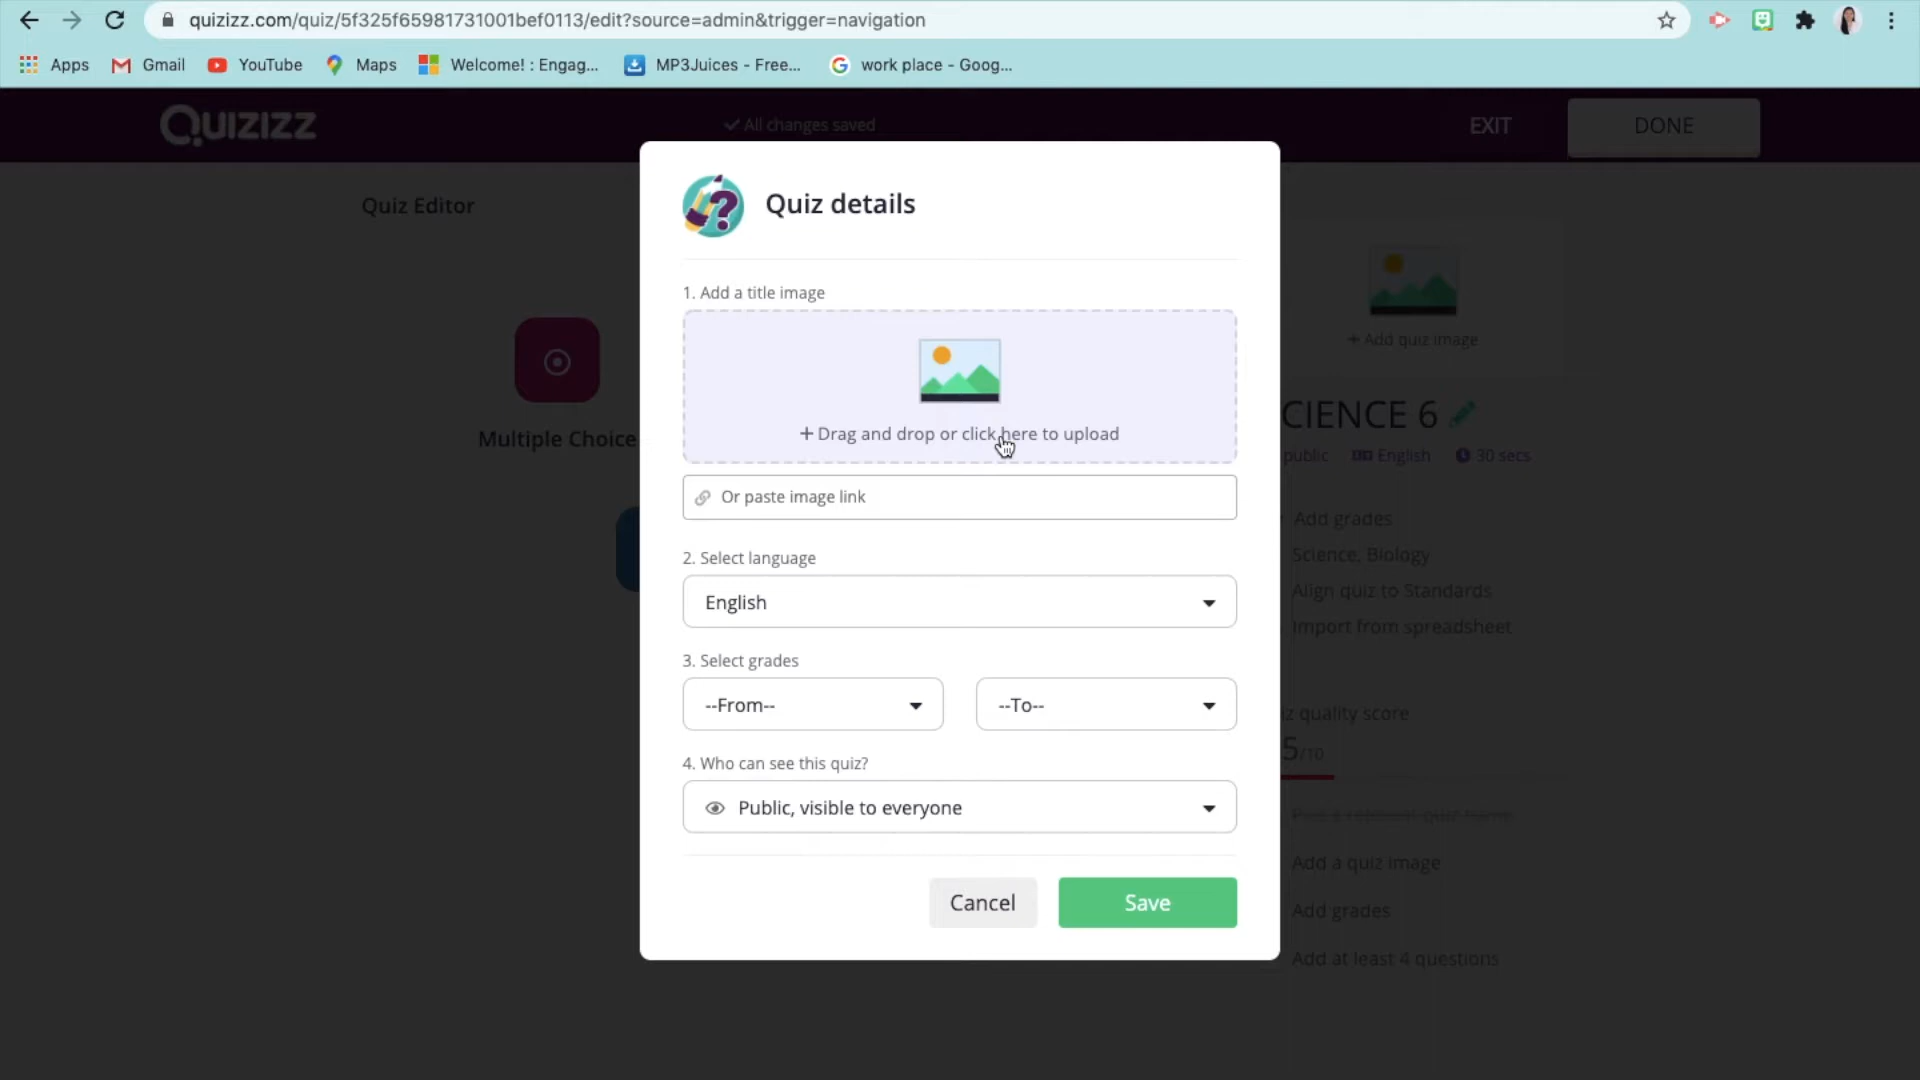 quizizz.com/quiz/5f325f65981731001bef0113/edit?source=admin&trigger=navigation
Apps
Gmail
YouTube
Maps
Welcome! : Engag...
MP3Juices - Free...
work place - Goog...
Quizizz
All changes saved
EXIT
DONE
Quiz Editor
Multiple Choice
Quiz details
1. Add a title image
+ Drag and drop or click here to upload
Or paste image link
2. Select language
English
3. Select grades
--From--
--To--
4. Who can see this quiz?
Public, visible to everyone
Cancel
Save
+ Add quiz image
CIENCE 6
public
English
30 secs
Add grades
Science, Biology
Align quiz to Standards
Import from spreadsheet
iz quality score
5/10
Add a quiz image
Add grades
Add at least 4 questions